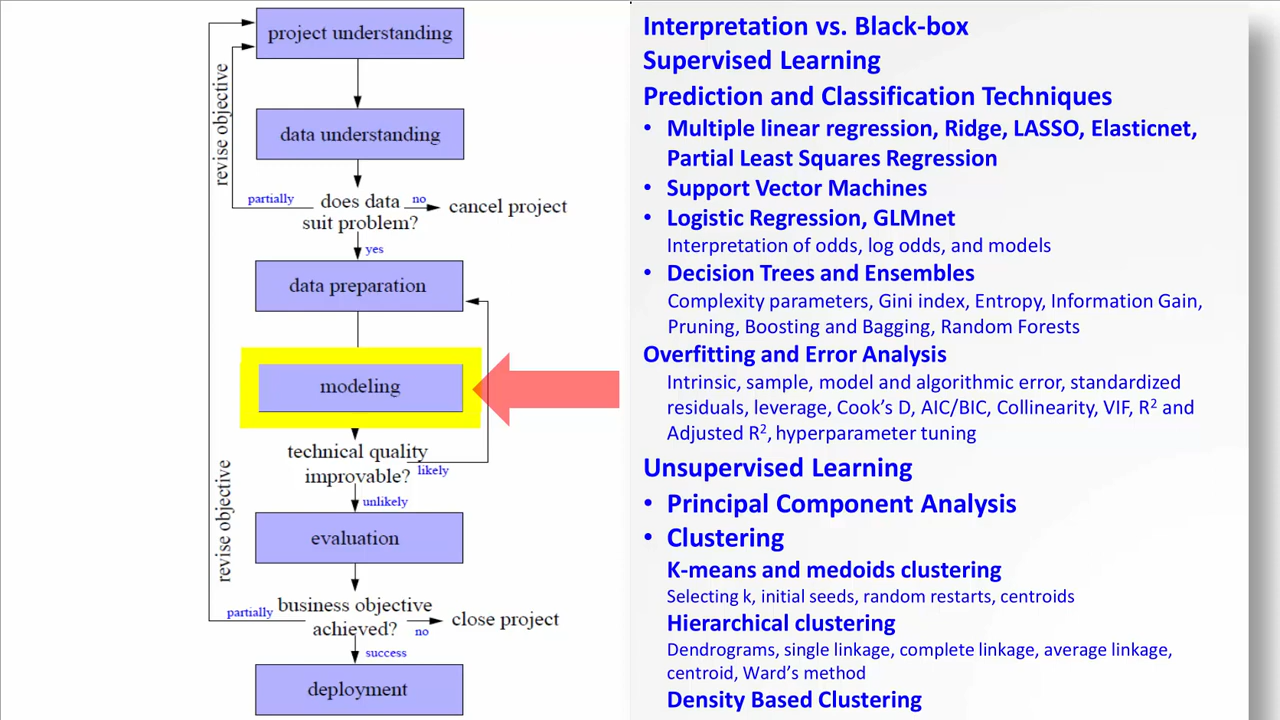 project understanding
revise objective
data understanding
partially
does data
suit problem?
no
cancel project
yes
data preparation
modeling
technical quality
improvable?
likely
unlikely
revise objective
evaluation
partially
business objective
achieved?
no
close project
success
deployment
Interpretation vs. Black-box
Supervised Learning
Prediction and Classification Techniques
• Multiple linear regression, Ridge, LASSO, Elasticnet,
Partial Least Squares Regression
• Support Vector Machines
• Logistic Regression, GLMnet
Interpretation of odds, log odds, and models
• Decision Trees and Ensembles
Complexity parameters, Gini index, Entropy, Information Gain,
Pruning, Boosting and Bagging, Random Forests
Overfitting and Error Analysis
Intrinsic, sample, model and algorithmic error, standardized
residuals, leverage, Cook’s D, AIC/BIC, Collinearity, VIF, R² and
Adjusted R², hyperparameter tuning
Unsupervised Learning
• Principal Component Analysis
• Clustering
K-means and medoids clustering
Selecting k, initial seeds, random restarts, centroids
Hierarchical clustering
Dendrograms, single linkage, complete linkage, average linkage,
centroid, Ward’s method
Density Based Clustering